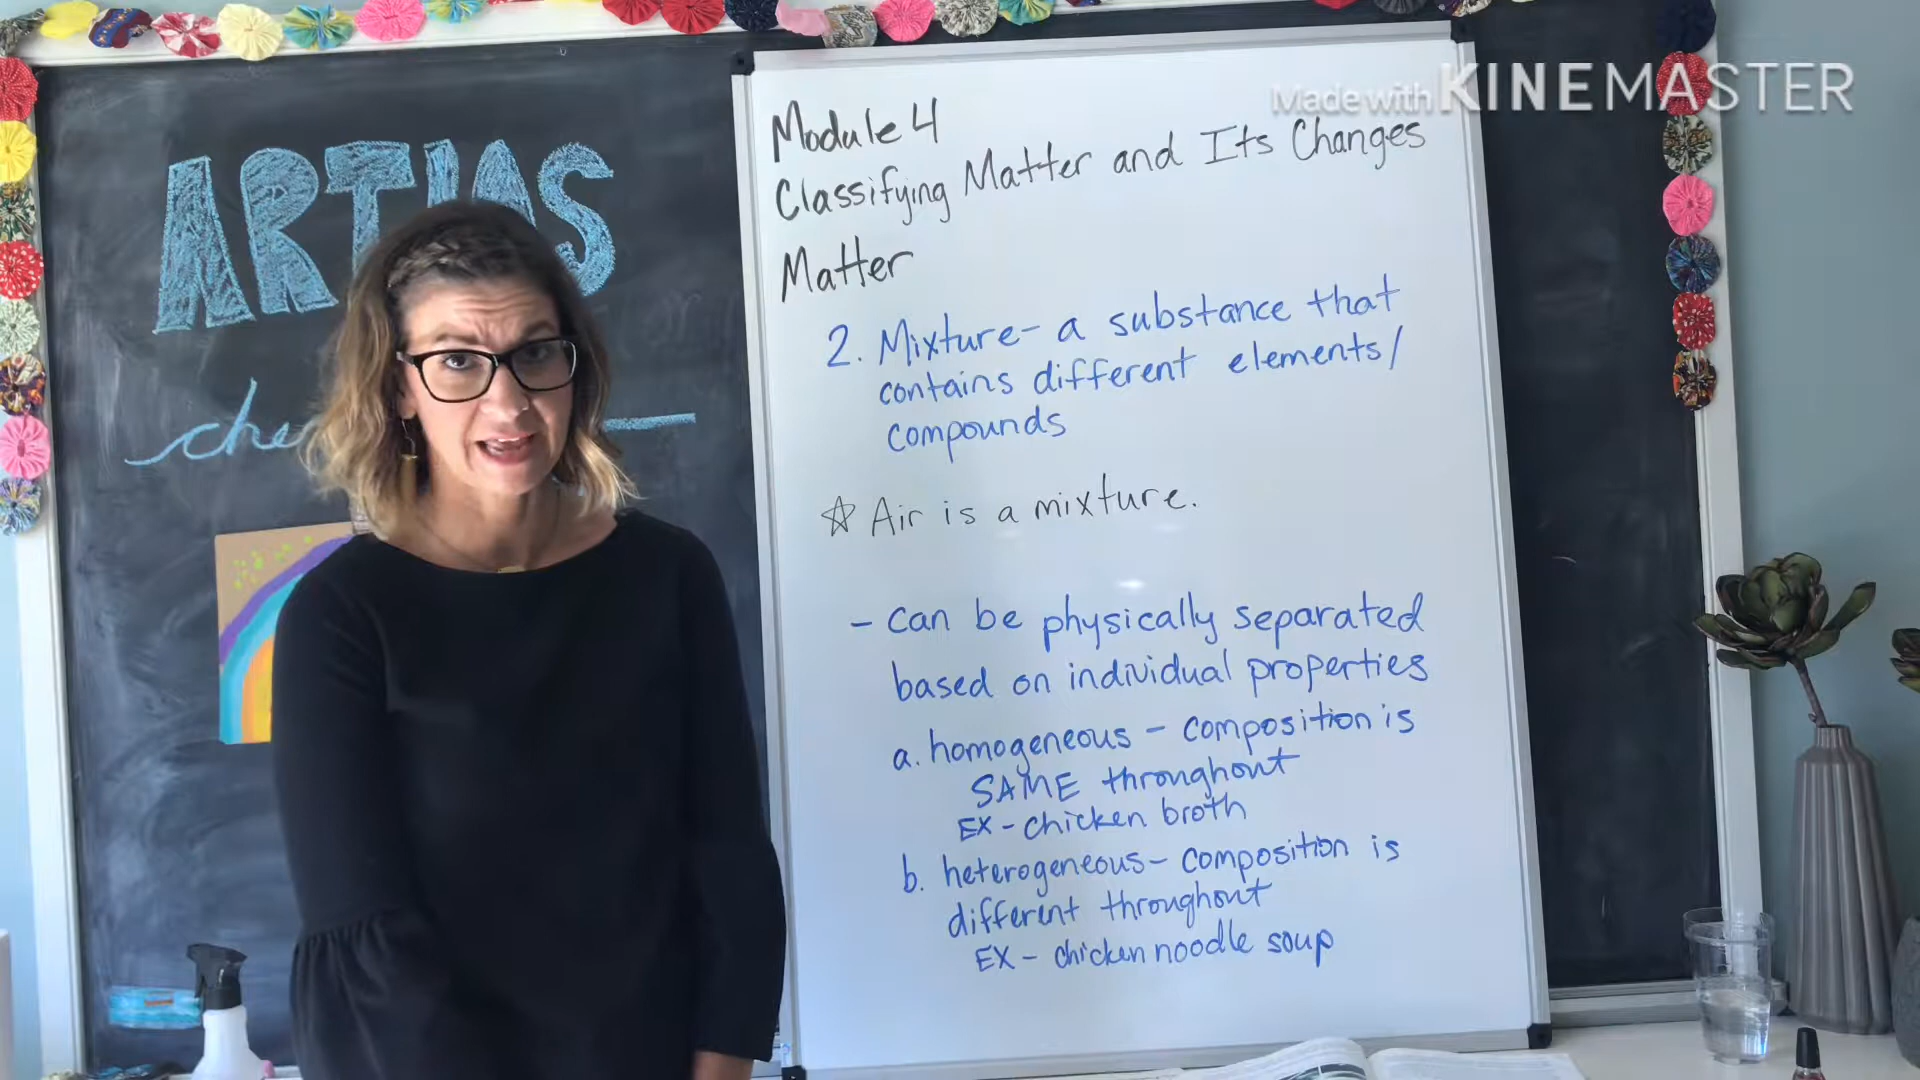 Made with KINEMASTER
ARTIOS
che
Module 4
Classifying Matter and Its Changes
Matter
2. Mixture- a substance that
contains different elements/
compounds
☆ Air is a mixture.
- can be physically separated
based on individual properties
a. homogeneous - composition is
SAME throughout
EX - chicken broth
b. heterogeneous - composition is
different throughout
EX - chicken noodle soup